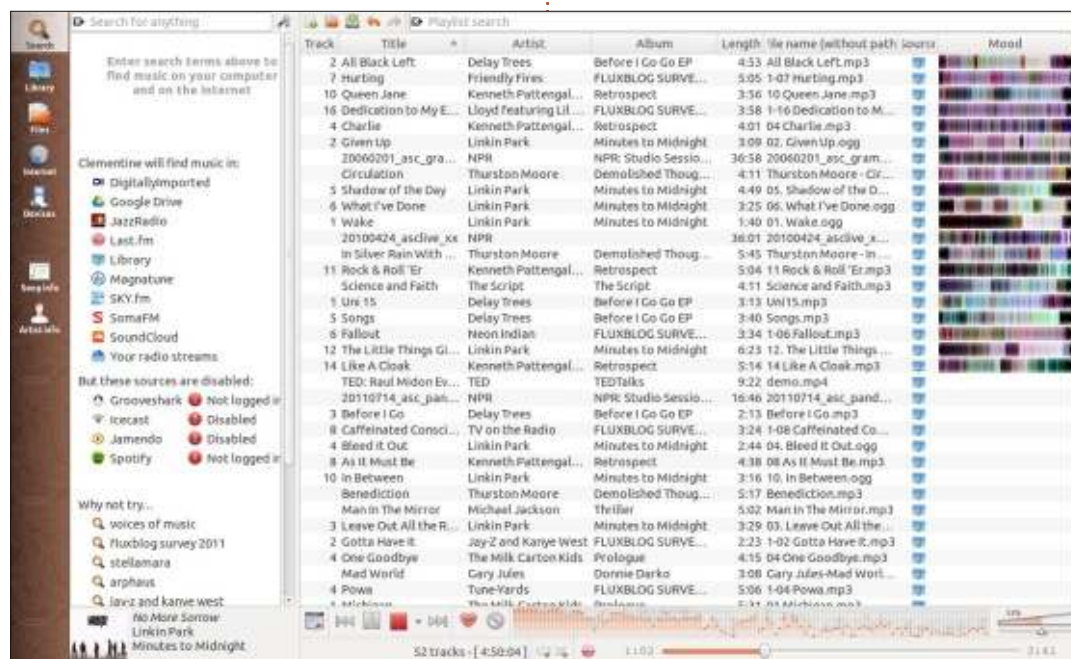 Search for anything
Playlist search
Search
Library
Files
Internet
Devices
Song info
Artist info
Enter search terms above to
find music on your computer
and on the internet
Clementine will find music in:
DigitallyImported
Google Drive
JazzRadio
Last.fm
Library
Magnatune
SKY.fm
SomaFM
SoundCloud
Your radio streams
But these sources are disabled:
Grooveshark Not logged in
Icecast Disabled
Jamendo Disabled
Spotify Not logged in
Why not try...
voices of music
fluxblog survey 2011
stellamara
arphaus
jay-z and kanye west
No More Sorrow
Linkin Park
Minutes to Midnight
Track Title Artist Album Length File name (without path Source Mood
2 All Black Left Delay Trees Before I Go Go EP 4:53 All Black Left.mp3
7 Hurting Friendly Fires FLUXBLOG SURVE... 5:05 1-07 Hurting.mp3
10 Queen Jane Kenneth Pattengal... Retrospect 3:56 10 Queen Jane.mp3
16 Dedication to My E... Lloyd featuring Lil ... FLUXBLOG SURVE... 3:58 1-16 Dedication to M...
4 Charlie Kenneth Pattengal... Retrospect 4:01 04 Charlie.mp3
2 Given Up Linkin Park Minutes to Midnight 3:09 02. Given Up.ogg
20060201_asc_gra... NPR NPR: Studio Sessio... 36:58 20060201_asc_gram...
Circulation Thurston Moore Demolished Thoug... 4:11 Thurston Moore - Cir...
5 Shadow of the Day Linkin Park Minutes to Midnight 4:49 05. Shadow of the D...
6 What I've Done Linkin Park Minutes to Midnight 3:25 06. What I've Done.ogg
1 Wake Linkin Park Minutes to Midnight 1:40 01. Wake.ogg
20100424_asclive_xx NPR 36:01 20100424_asclive_x...
In Silver Rain With ... Thurston Moore Demolished Thoug... 5:45 Thurston Moore - In ...
11 Rock & Roll 'Er Kenneth Pattengal... Retrospect 5:04 11 Rock & Roll 'Er.mp3
Science and Faith The Script The Script 4:11 Science and Faith.mp3
1 Uni 15 Delay Trees Before I Go Go EP 3:13 Uni15.mp3
5 Songs Delay Trees Before I Go Go EP 3:40 Songs.mp3
6 Fallout Neon Indian FLUXBLOG SURVE... 3:34 1-06 Fallout.mp3
12 The Little Things Gi... Linkin Park Minutes to Midnight 6:23 12. The Little Things ...
14 Like A Cloak Kenneth Pattengal... Retrospect 5:14 14 Like A Cloak.mp3
TED: Raul Midon Ev... TED TEDTalks 9:22 demo.mp4
20110714_asc_pan... NPR NPR: Studio Sessio... 16:46 20110714_asc_pand...
3 Before I Go Delay Trees Before I Go Go EP 2:13 Before I Go.mp3
8 Caffeinated Consci... TV on the Radio FLUXBLOG SURVE... 3:24 1-08 Caffeinated Co...
4 Bleed It Out Linkin Park Minutes to Midnight 2:44 04. Bleed It Out.ogg
8 As It Must Be Kenneth Pattengal... Retrospect 4:38 08 As It Must Be.mp3
10 In Between Linkin Park Minutes to Midnight 3:16 10. In Between.ogg
Benediction Thurston Moore Demolished Thoug... 5:17 Benediction.mp3
Man In The Mirror Michael Jackson Thriller 5:02 Man In The Mirror.mp3
3 Leave Out All the R... Linkin Park Minutes to Midnight 3:29 03. Leave Out All the...
2 Gotta Have It Jay-Z and Kanye West FLUXBLOG SURVE... 2:23 1-02 Gotta Have It.mp3
4 One Goodbye The Milk Carton Kids Prologue 4:15 04 One Goodbye.mp3
Mad World Gary Jules Donnie Darko 3:08 Gary Jules-Mad Worl...
4 Powa Tune-Yards FLUXBLOG SURVE... 5:06 1-04 Powa.mp3
1 Michigan The Milk Carton Kids Prologue 5:31 01 Michigan.mp3
52 tracks - [ 4:50:04 ]